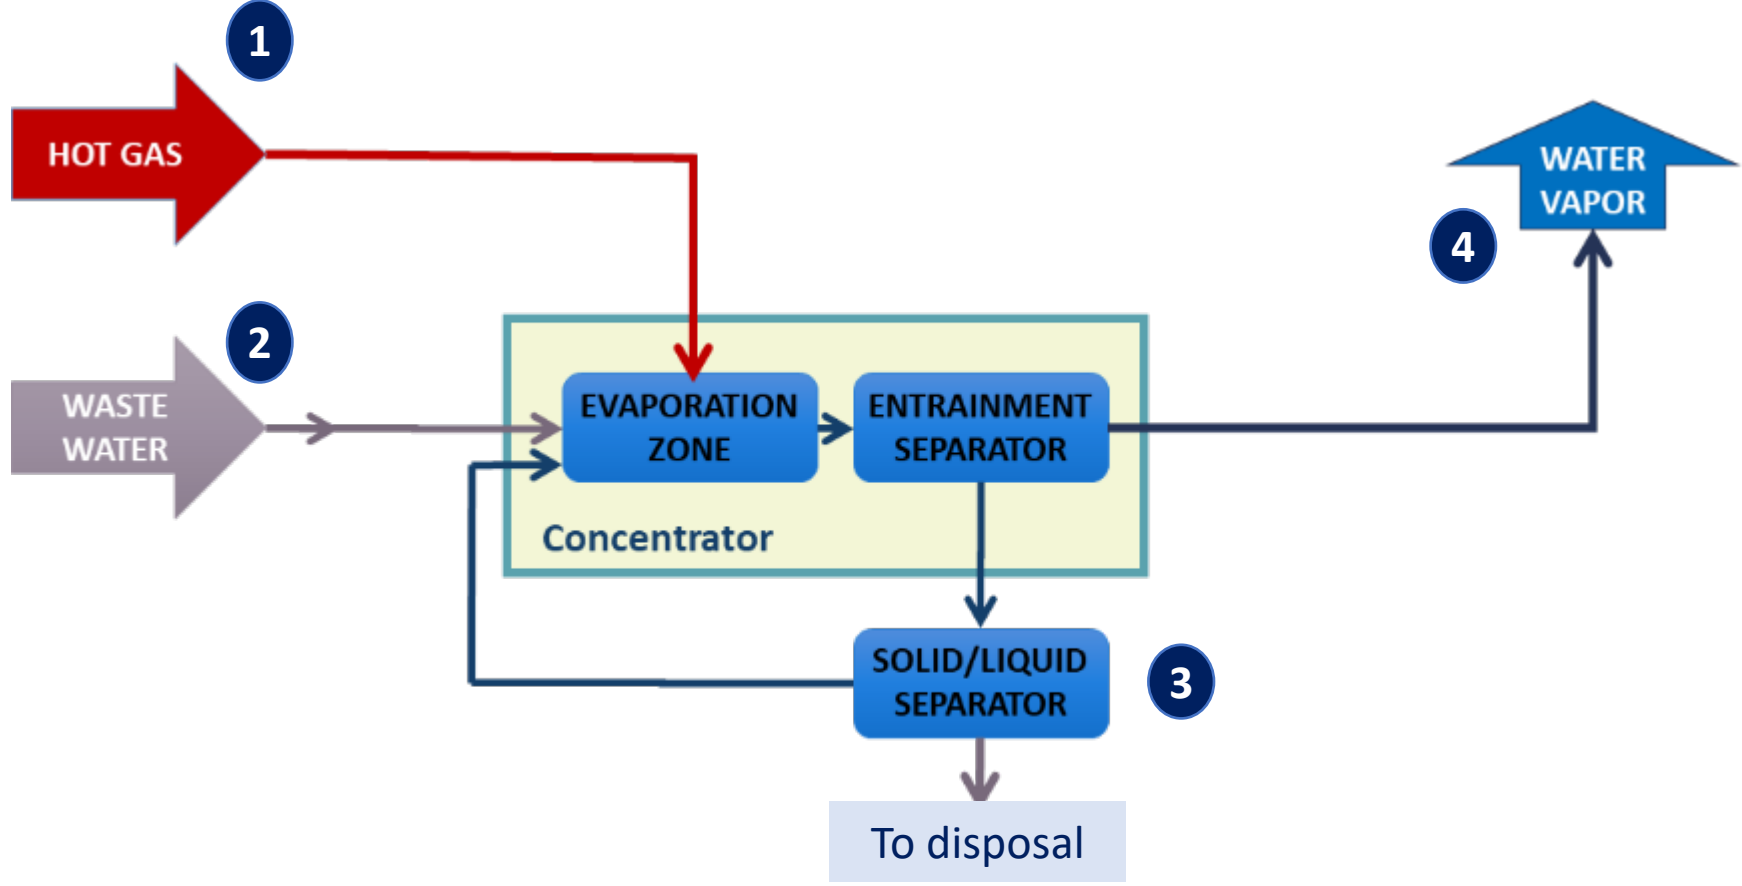 1
HOT GAS
2
WASTE
WATER
EVAPORATION
ZONE
ENTRAINMENT
SEPARATOR
Concentrator
SOLID/LIQUID
SEPARATOR
3
To disposal
WATER
VAPOR
4